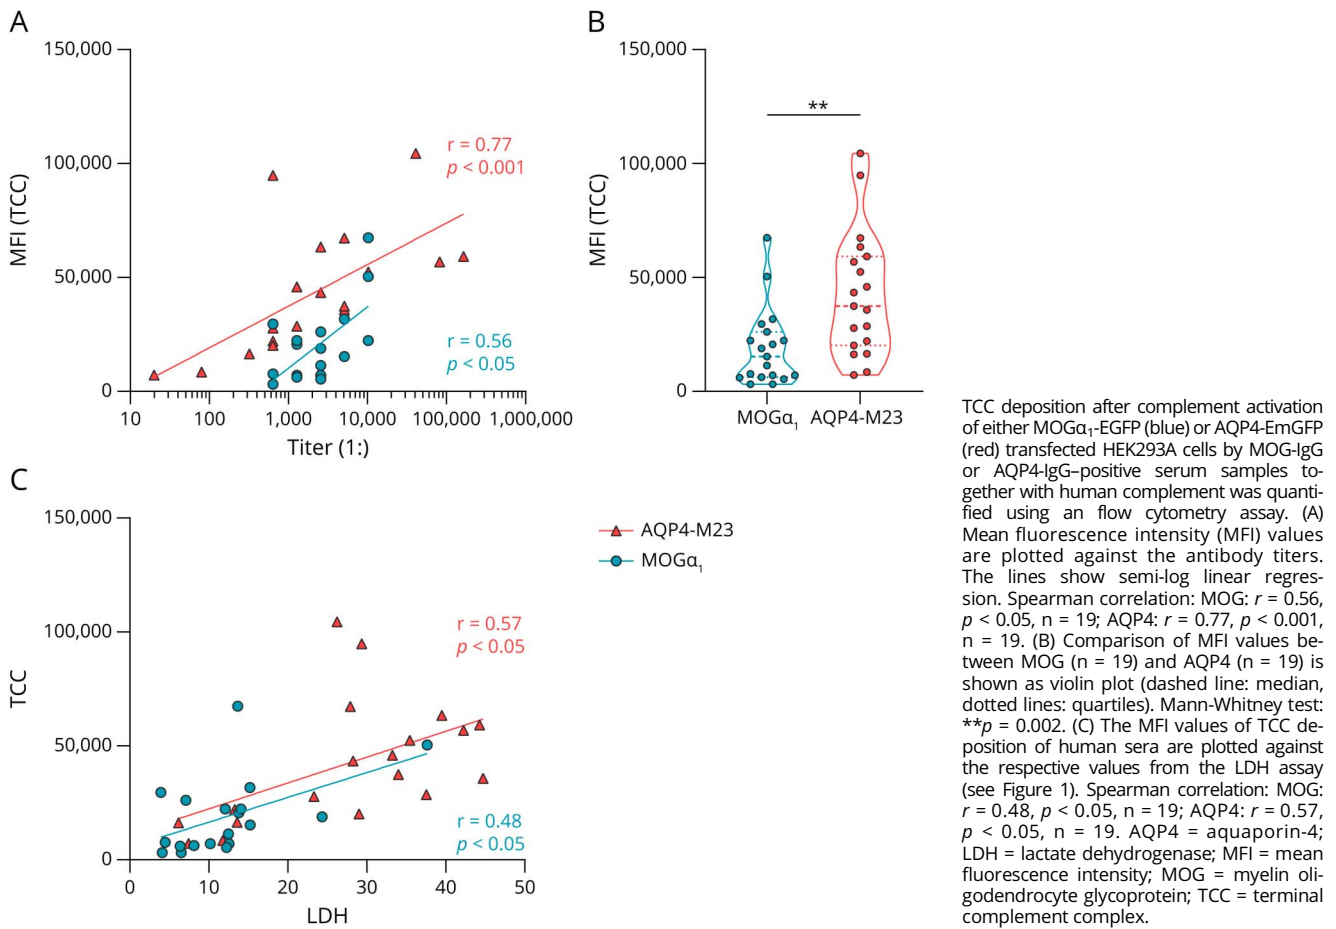 A
150,000
100,000
50,000
0
MFI (TCC)
r = 0.77
p < 0.001
r = 0.56
p < 0.05
10
100
1,000
10,000
100,000
1,000,000
Titer (1:)
B
150,000
100,000
50,000
0
MFI (TCC)
**
MOGα1
AQP4-M23
C
150,000
100,000
50,000
0
TCC
r = 0.57
p < 0.05
r = 0.48
p < 0.05
0
10
20
30
40
50
LDH
AQP4-M23
MOGα1
TCC deposition after complement activation
of either MOGα1-EGFP (blue) or AQP4-EmGFP
(red) transfected HEK293A cells by MOG-IgG
or AQP4-IgG–positive serum samples to-
gether with human complement was quanti-
fied using an flow cytometry assay. (A)
Mean fluorescence intensity (MFI) values
are plotted against the antibody titers.
The lines show semi-log linear regres-
sion. Spearman correlation: MOG: r = 0.56,
p < 0.05, n = 19; AQP4: r = 0.77, p < 0.001,
n = 19. (B) Comparison of MFI values be-
tween MOG (n = 19) and AQP4 (n = 19) is
shown as violin plot (dashed line: median,
dotted lines: quartiles). Mann-Whitney test:
**p = 0.002. (C) The MFI values of TCC de-
position of human sera are plotted against
the respective values from the LDH assay
(see Figure 1). Spearman correlation: MOG:
r = 0.48, p < 0.05, n = 19; AQP4: r = 0.57,
p < 0.05, n = 19. AQP4 = aquaporin-4;
LDH = lactate dehydrogenase; MFI = mean
fluorescence intensity; MOG = myelin oli-
godendrocyte glycoprotein; TCC = terminal
complement complex.